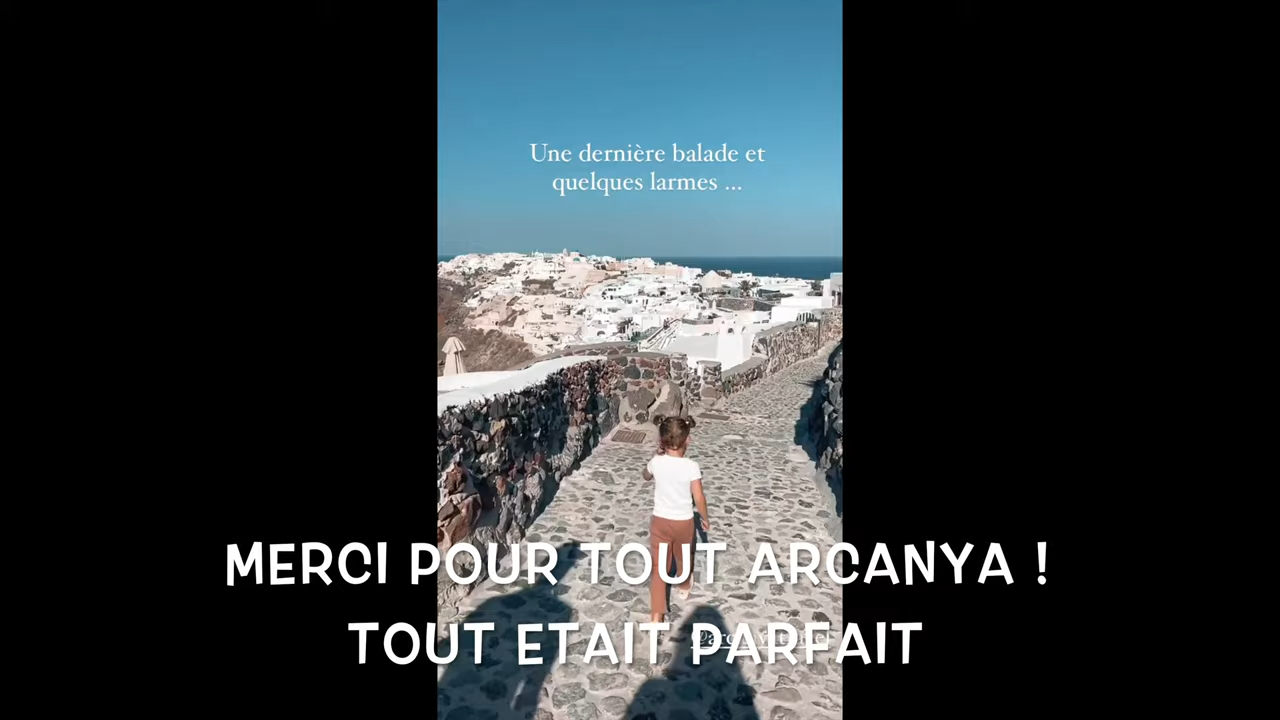 Une dernière balade et
quelques larmes ...
MERCI POUR TOUT ARCANYA !
TOUT ETAIT PARFAIT